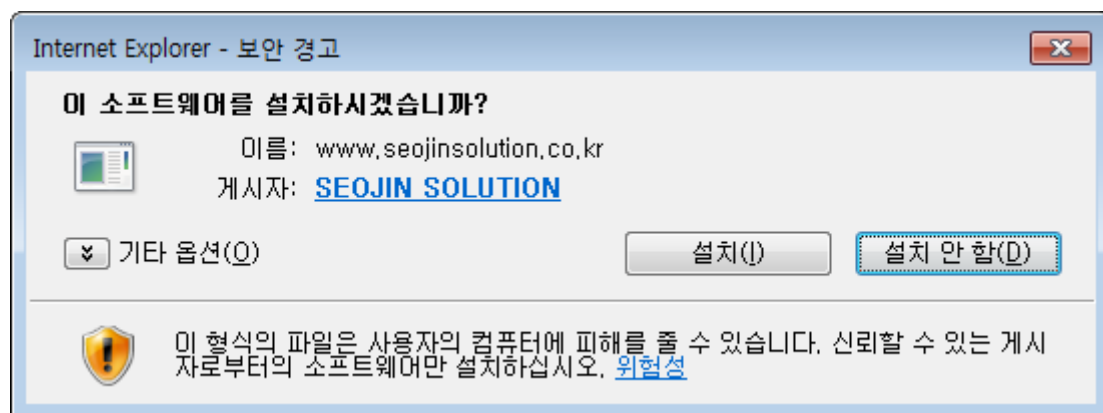 Internet Explorer - 보안 경고
이 소프트웨어를 설치하시겠습니까?
이름: www.seojinsolution.co.kr
게시자: SEOJIN SOLUTION
기타 옵션(O) 설치(I) 설치 안 함(D)
이 형식의 파일은 사용자의 컴퓨터에 피해를 줄 수 있습니다. 신뢰할 수 있는 게시
자로부터의 소프트웨어만 설치하십시오. 위험성